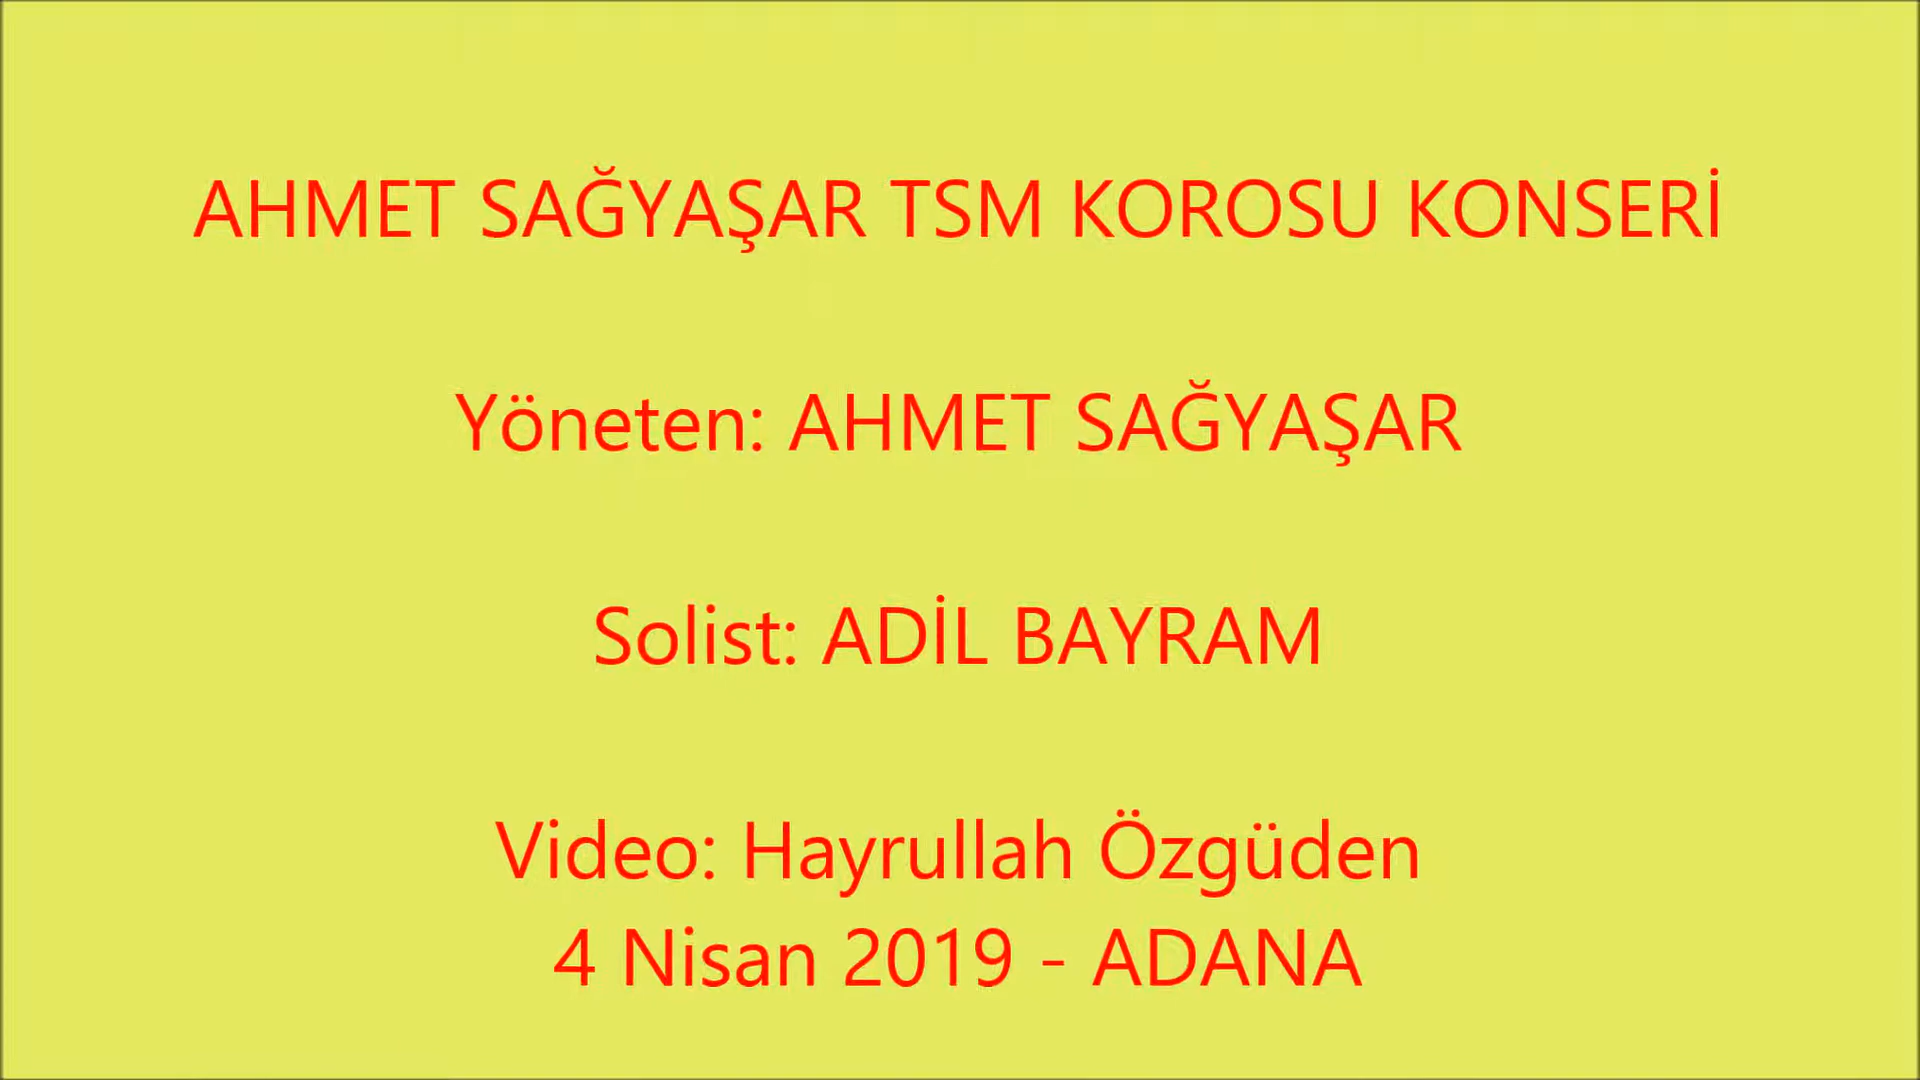 AHMET SAĞYAŞAR TSM KOROSU KONSERİ
Yöneten: AHMET SAĞYAŞAR
Solist: ADİL BAYRAM
Video: Hayrullah Özgüden
4 Nisan 2019 - ADANA